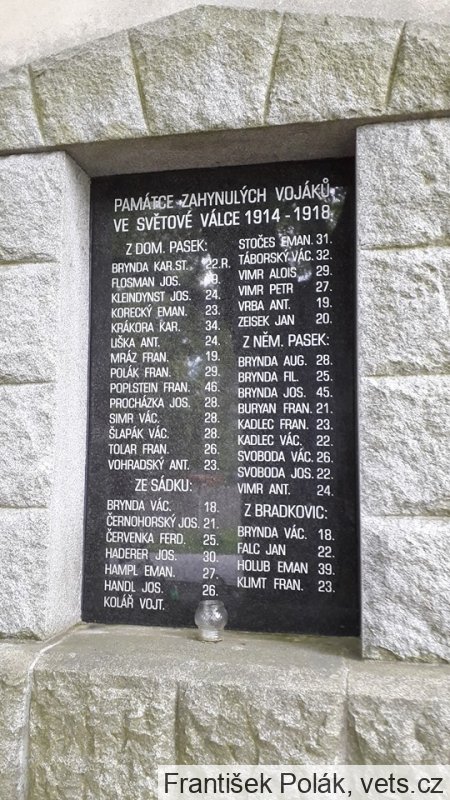 PAMÁTCE ZAHYNULÝCH VOJÁKŮ
VE SVĚTOVÉ VÁLCE 1914 - 1918.
Z DOM. PASEK:
BRYNDA KAR.ST. 22.R.
FLOSMAN JOS. 19.
KLEINDYNST JOS. 24.
KORECKÝ EMAN. 23.
KRÁKORA KAR. 34.
LIŠKA ANT. 24.
MRÁZ FRAN. 19.
POLÁK FRAN. 29.
POPLSTEIN FRAN. 46.
PROCHÁZKA JOS. 28.
SIMR VÁC. 28.
ŠLAPÁK VÁC. 28.
TOLAR FRAN. 26.
VOHRADSKÝ ANT. 23.
ZE SÁDKU:
BRYNDA VÁC. 18.
ČERNOHORSKÝ JOS. 21.
ČERVENKA FERD. 25.
HADERER JOS. 30.
HAMPL EMAN. 27.
HANDL JOS. 26.
KOLÁŘ VOJT.
STOČES EMAN. 31.
TÁBORSKÝ VÁC. 32.
VIMR ALOIS 29.
VIMR PETR 27.
VRBA ANT. 19.
ZEISEK JAN 20.
Z NĚM. PASEK:
BRYNDA AUG. 28.
BRYNDA FIL. 25.
BRYNDA JOS. 45.
BURYAN FRAN. 21.
KADLEC FRAN. 23.
KADLEC VÁC. 22.
SVOBODA VÁC. 26.
SVOBODA JOS. 22.
VIMR ANT. 24.
Z BRADKOVIC:
BRYNDA VÁC. 18.
FALC JAN 22.
HOLUB EMAN 39.
KLIMT FRAN. 23.
František Polák, vets.cz